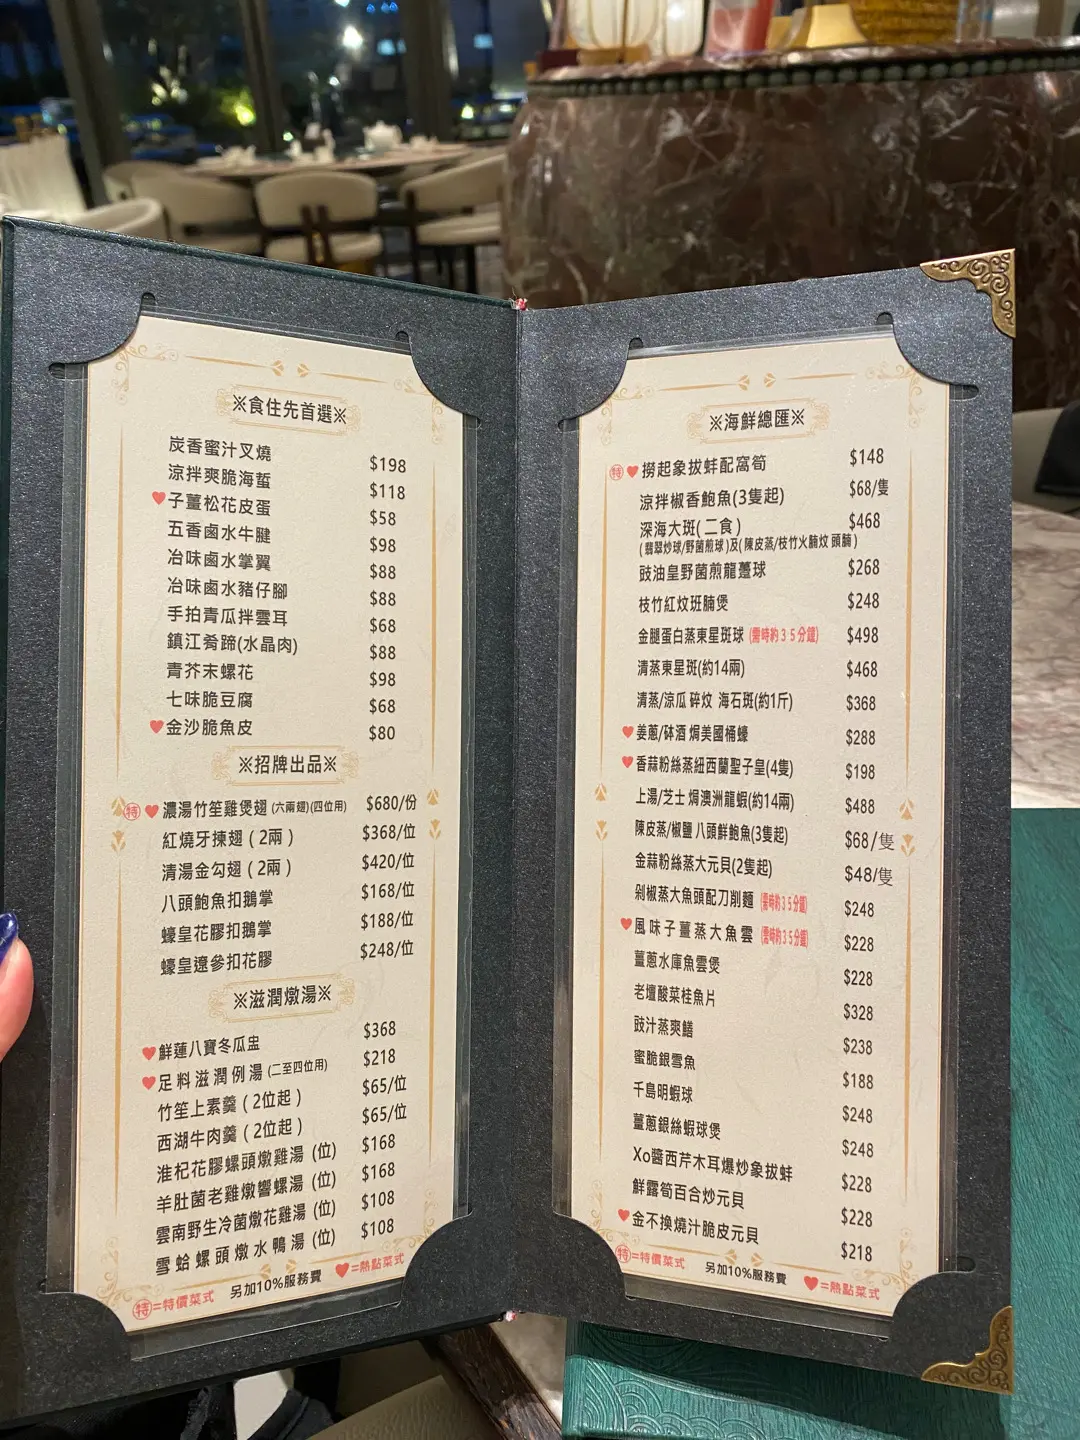 ※食住先首選※
炭香蜜汁叉燒 $198
涼拌爽脆海蜇 $118
♥子薑松花皮蛋 $58
五香鹵水牛腱 $98
冶味鹵水掌翼 $88
冶味鹵水豬仔腳 $88
手拍青瓜拌雲耳 $68
鎮江肴蹄(水晶肉) $88
青芥末螺花 $98
七味脆豆腐 $68
♥金沙脆魚皮 $80
※招牌出品※
特♥濃湯竹笙雞煲翅(六兩翅)(四位用) $680/份
紅燒牙揀翅(2兩) $368/位
清湯金勾翅(2兩) $420/位
八頭鮑魚扣鵝掌 $168/位
蠔皇花膠扣鵝掌 $188/位
蠔皇遼參扣花膠 $248/位
※滋潤燉湯※
♥鮮蓮八寶冬瓜盅 $368
♥足料滋潤例湯(二至四位用) $218
竹笙上素羹(2位起) $65/位
西湖牛肉羹(2位起) $65/位
淮杞花膠螺頭燉雞湯(位) $168
羊肚菌老雞燉響螺湯(位) $168
雲南野生冷菌燉花雞湯(位) $108
雪蛤螺頭燉水鴨湯(位) $108
特=特價菜式 另加10%服務費 ♥=熱點菜式
※海鮮總匯※
特♥撈起象拔蚌配窩筍 $148
涼拌椒香鮑魚(3隻起) $68/隻
深海大斑(二食) $468
(翡翠炒球/野菌煎球)及(陳皮蒸/枝竹火腩炆頭腩)
豉油皇野菌煎龍躉球 $268
枝竹紅炆班腩煲 $248
金腿蛋白蒸東星斑球(需時約35分鐘) $498
清蒸東星斑(約14兩) $468
清蒸/涼瓜碎炆 海石斑(約1斤) $368
♥姜蔥/砵酒焗美國桶蠔 $288
♥香蒜粉絲蒸紐西蘭聖子皇(4隻) $198
上湯/芝士焗澳洲龍蝦(約14兩) $488
陳皮蒸/椒鹽 八頭鮮鮑魚(3隻起) $68/隻
金蒜粉絲蒸大元貝(2隻起) $48/隻
剁椒蒸大魚頭配刀削麵(需時約35分鐘) $248
♥風味子薑蒸大魚雲(需時約35分鐘) $228
薑蔥水庫魚雲煲 $228
老壇酸菜桂魚片 $328
豉汁蒸爽鱔 $238
蜜脆銀雪魚 $188
千島明蝦球 $248
薑蔥銀絲蝦球煲 $248
Xo醬西芹木耳爆炒象拔蚌 $228
鮮露筍百合炒元貝 $228
♥金不換燒汁脆皮元貝 $218
特=特價菜式 另加10%服務費 ♥=熱點菜式